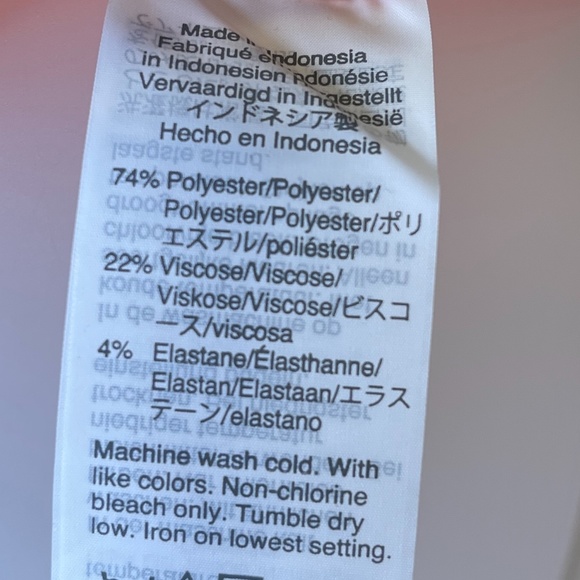 Made
Fabriqué Indonesia
in Indonesien
Vervaardigd in
インドネシア製
Hecho en Indonesia
74% Polyester/Polyester/
Polyester/Polyester/ポリ
エステル/poliéster
22% Viscose/Viscose/
Viskose/Viscose/ビスコ
ース/viscosa
4% Elastane/Élasthanne/
Elastan/Elastaan/エラス
テーン/elastano
Machine wash cold. With
like colors. Non-chlorine
bleach only. Tumble dry
low. Iron on lowest setting.